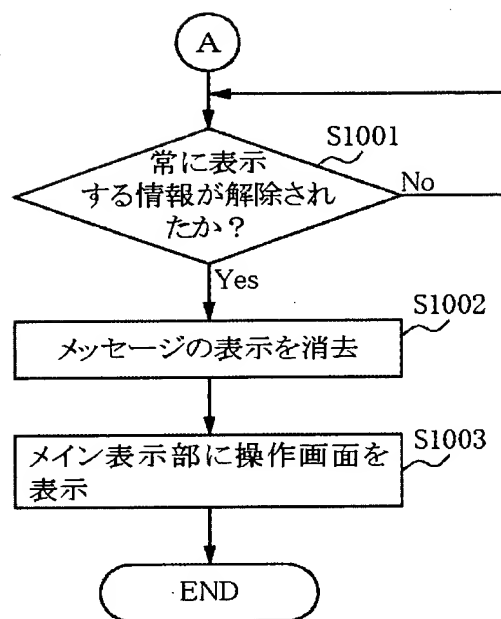 A
S1001
常に表示
する情報が解除され
たか？
No
Yes
S1002
メッセージの表示を消去
S1003
メイン表示部に操作画面を
表示
END